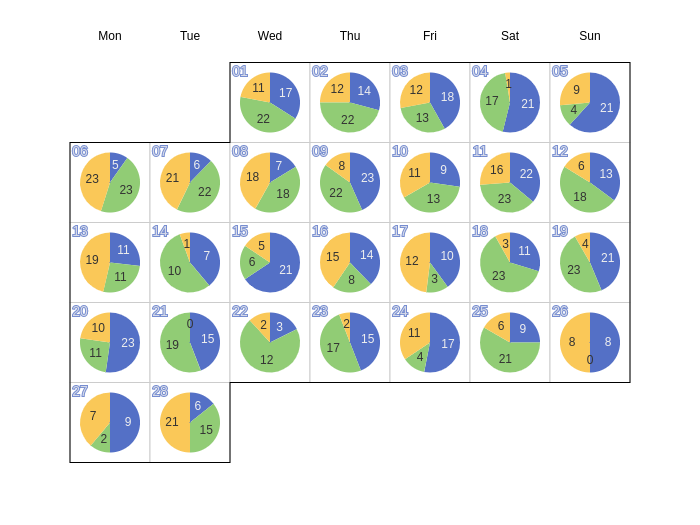 Mon Tue Wed Thu Fri Sat Sun
01 02 03 04 05
11 17 22 12 14 22 12 18 13 1 17 21 9 4 21
06 07 08 09 10 11 12
23 5 23 21 6 22 18 7 18 8 23 22 11 9 13 16 22 23 6 13 18
13 14 15 16 17 18 19
19 11 11 1 7 10 5 6 21 15 14 8 12 10 3 3 11 23 4 21 23
20 21 22 23 24 25 26
10 23 11 0 15 19 2 3 12 2 15 17 11 17 4 6 9 21 8 8 0
27 28
7 9 2 21 6 15